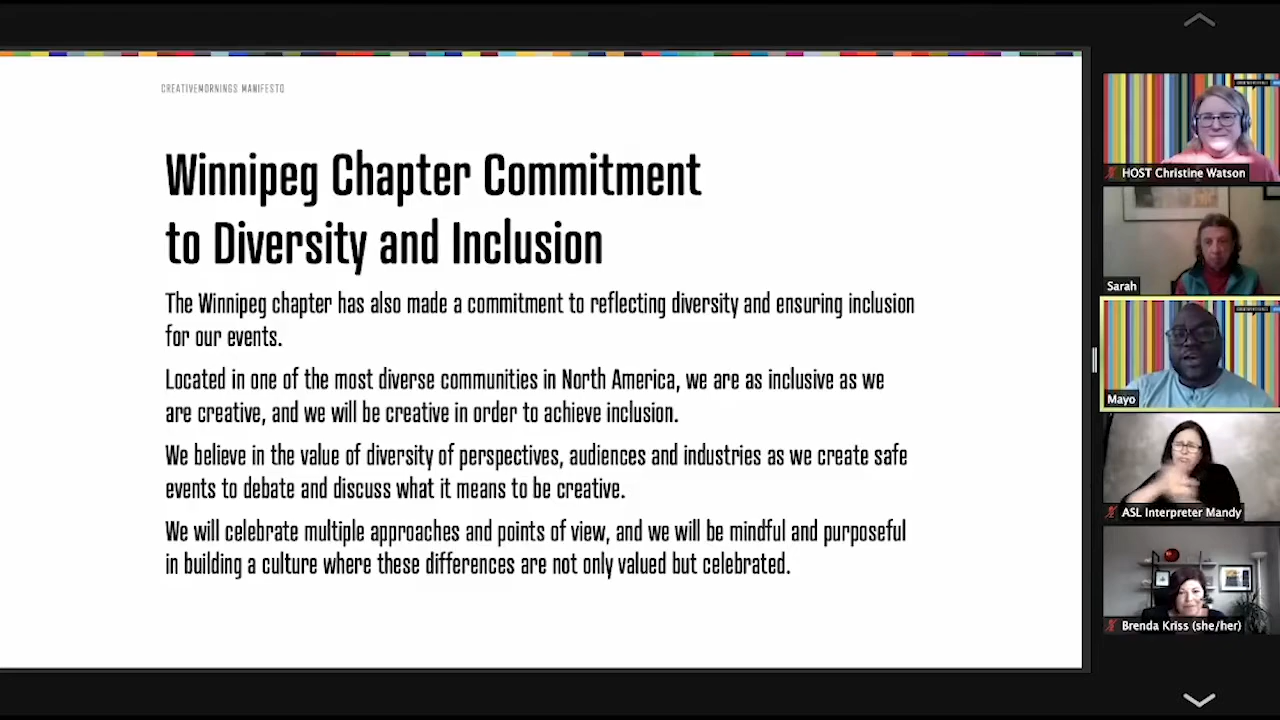 CREATIVEMORNINGS MANIFESTO
Winnipeg Chapter Commitment
to Diversity and Inclusion
The Winnipeg chapter has also made a commitment to reflecting diversity and ensuring inclusion
for our events.
Located in one of the most diverse communities in North America, we are as inclusive as we
are creative, and we will be creative in order to achieve inclusion.
We believe in the value of diversity of perspectives, audiences and industries as we create safe
events to debate and discuss what it means to be creative.
We will celebrate multiple approaches and points of view, and we will be mindful and purposeful
in building a culture where these differences are not only valued but celebrated.
HOST Christine Watson
Sarah
Mayo
ASL Interpreter Mandy
Brenda Kriss (she/her)